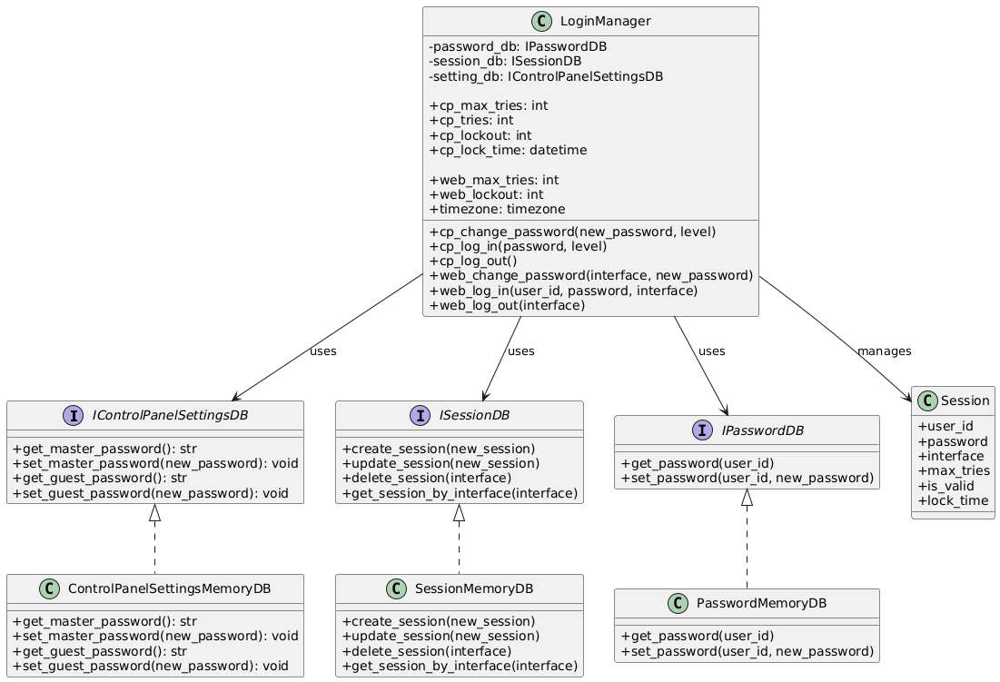 C LoginManager
-password_db: IPasswordDB
-session_db: ISessionDB
-setting_db: IControlPanelSettingsDB
+cp_max_tries: int
+cp_tries: int
+cp_lockout: int
+cp_lock_time: datetime
+web_max_tries: int
+web_lockout: int
+timezone: timezone
+cp_change_password(new_password, level)
+cp_log_in(password, level)
+cp_log_out()
+web_change_password(interface, new_password)
+web_log_in(user_id, password, interface)
+web_log_out(interface)
uses
uses
uses
manages
I IControlPanelSettingsDB
+get_master_password(): str
+set_master_password(new_password): void
+get_guest_password(): str
+set_guest_password(new_password): void
I ISessionDB
+create_session(new_session)
+update_session(new_session)
+delete_session(interface)
+get_session_by_interface(interface)
I IPasswordDB
+get_password(user_id)
+set_password(user_id, new_password)
C Session
+user_id
+password
+interface
+max_tries
+is_valid
+lock_time
C ControlPanelSettingsMemoryDB
+get_master_password(): str
+set_master_password(new_password): void
+get_guest_password(): str
+set_guest_password(new_password): void
C SessionMemoryDB
+create_session(new_session)
+update_session(new_session)
+delete_session(interface)
+get_session_by_interface(interface)
C PasswordMemoryDB
+get_password(user_id)
+set_password(user_id, new_password)